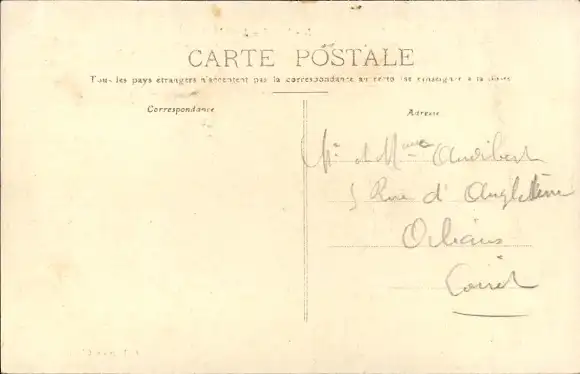 CARTE POSTALE
Tous les pays étrangers n'acceptent pas la correspondance au recto (se renseigner à la Poste)
Correspondance
Adresse
Mr et Mme Audibert
5 Rue d'Angleterre
Orléans
Loiret